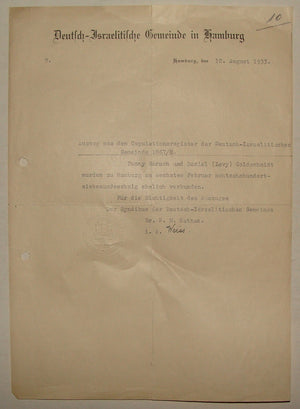 10
Deutsch-Israelitische Gemeinde in Hamburg
Hamburg, den 10. August 1933.
Auszug aus dem Copulationsregister der Deutsch-Israelitischen
Gemeinde 1867/
Fanny Baruch und Daniel (Levy) Goldschmidt
wurden zu Hamburg am sechsten Februar achtzehnhundert-
siebenundsechzig ehelich verbunden.
Für die Richtigkeit des Auszuges
Der Syndikus der Deutsch-Israelitischen Gemeinde
Dr. N. M. Nathan.
i. A. Weiss